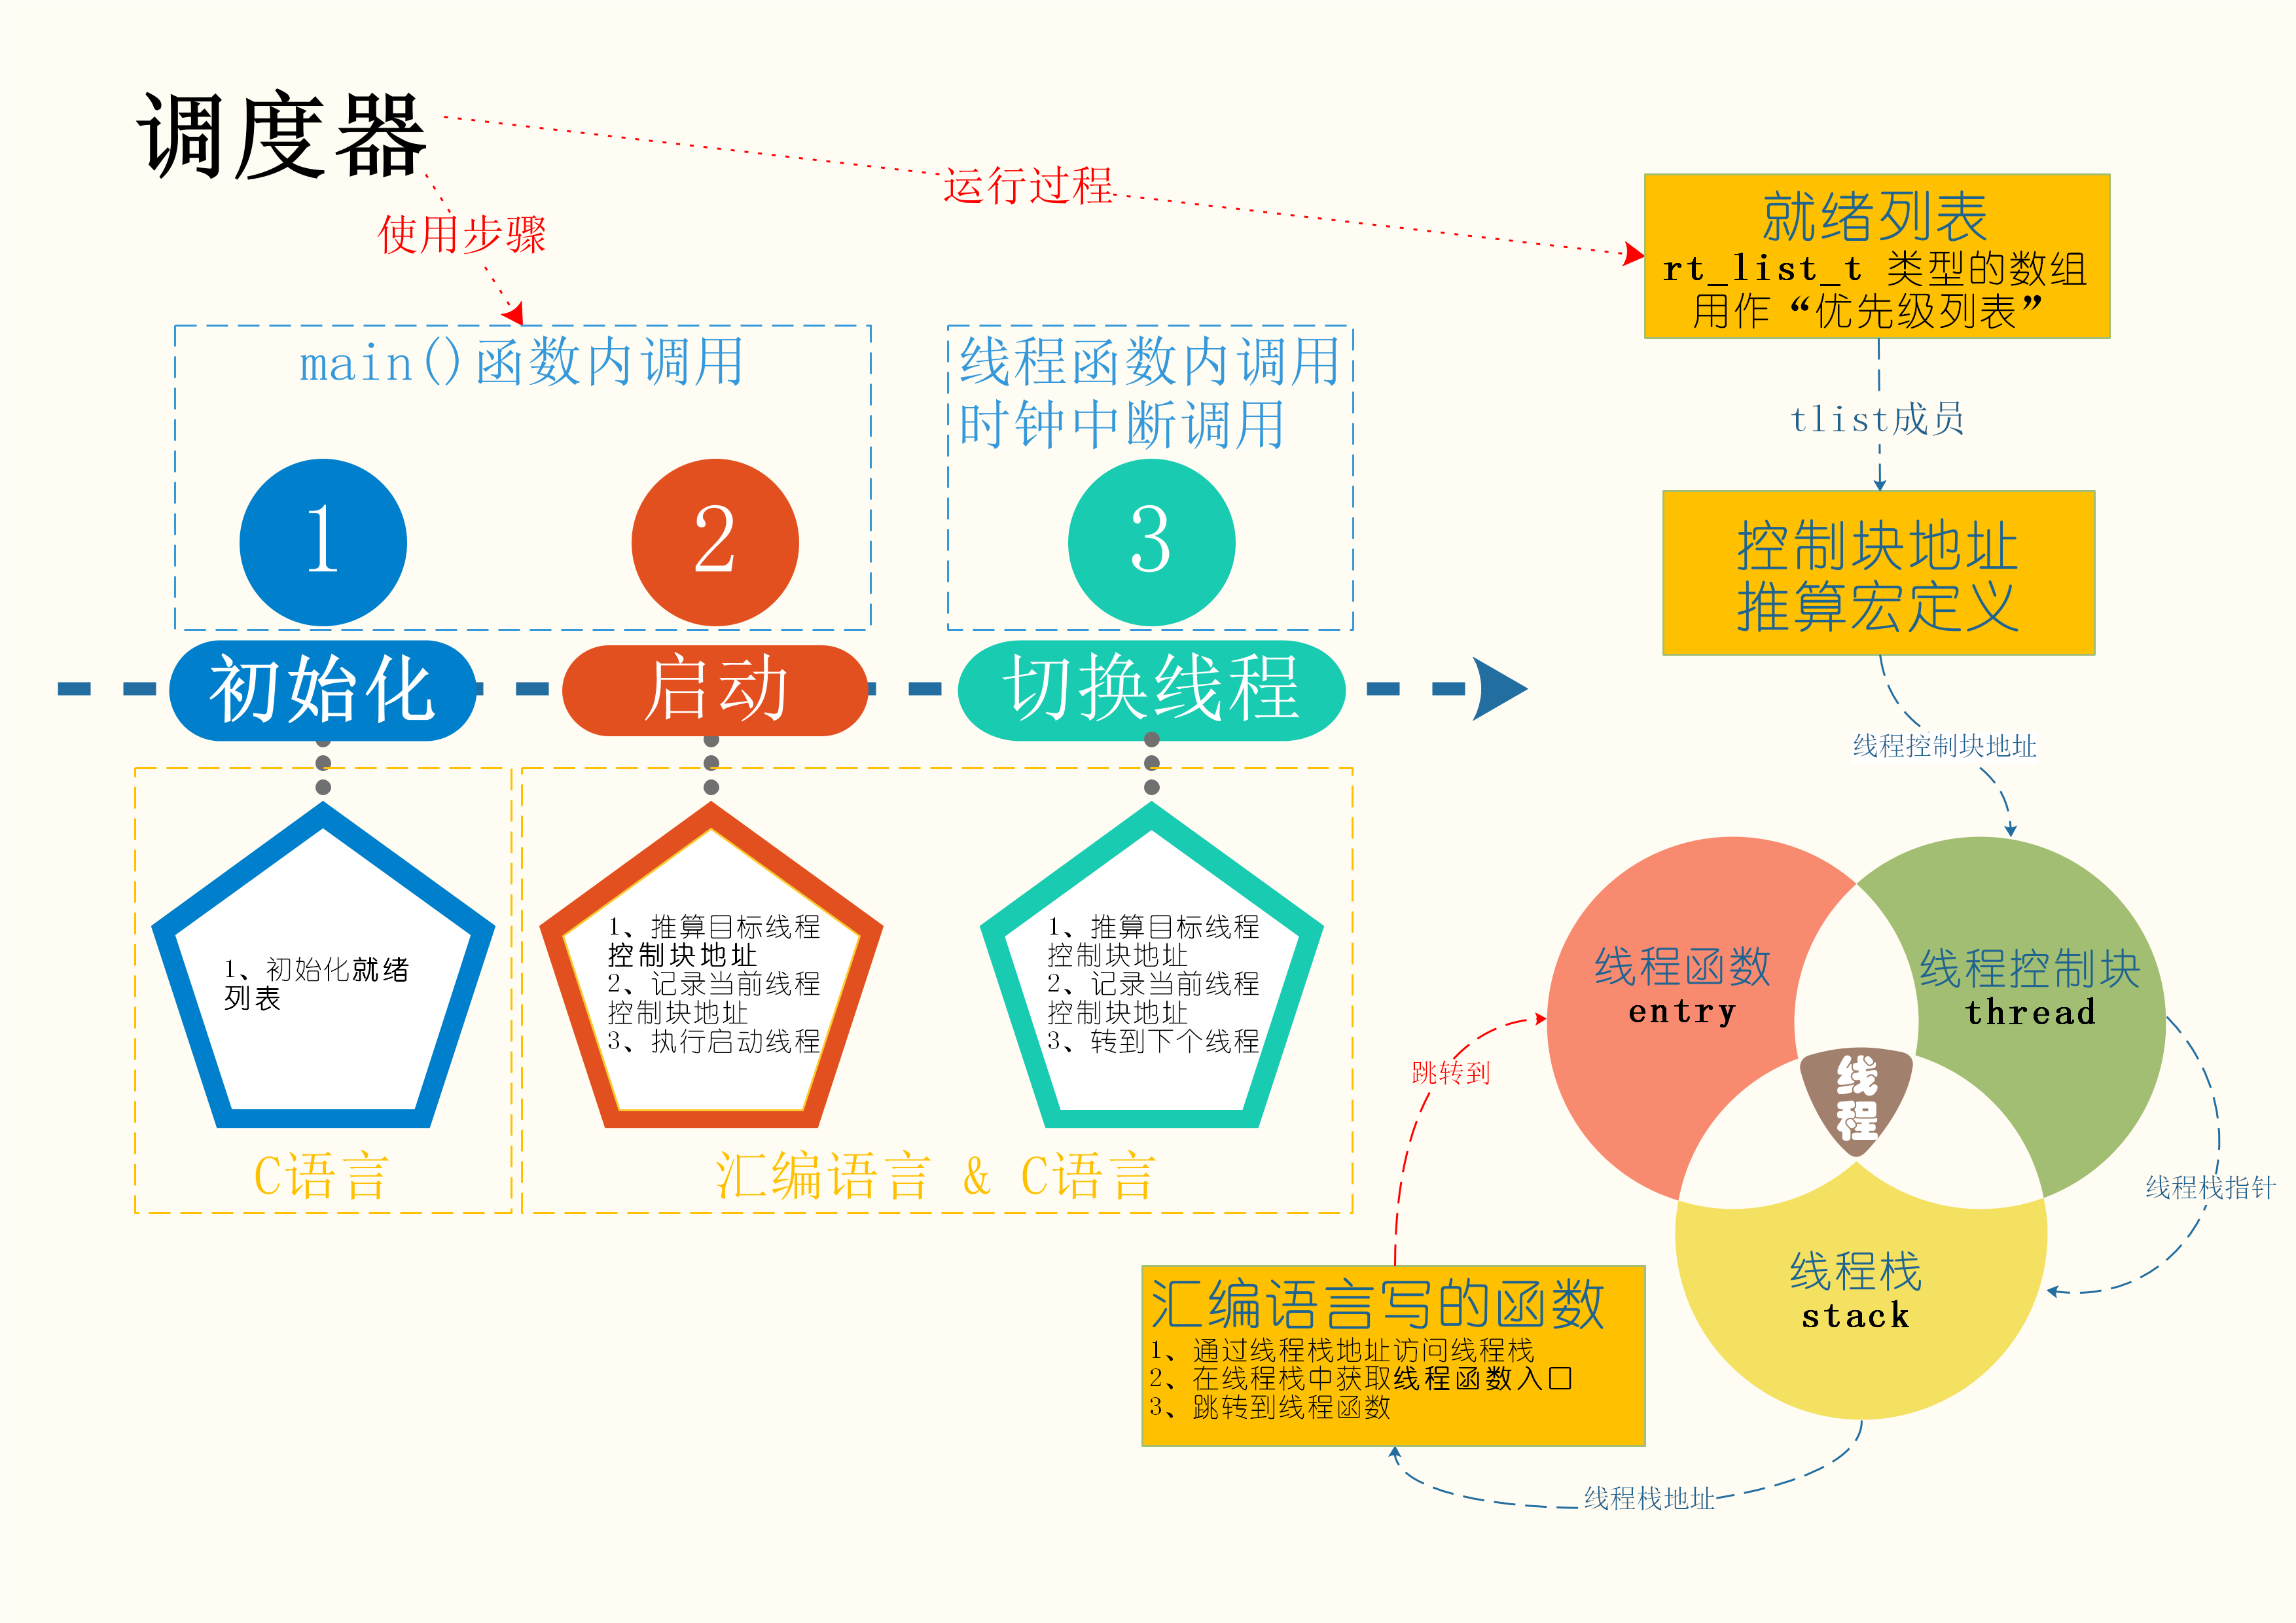 调度器
使用步骤
运行过程
main()函数内调用
线程函数内调用
时钟中断调用
1
2
3
初始化
启动
切换线程
1、初始化就绪
列表
1、推算目标线程
控制块地址
2、记录当前线程
控制块地址
3、执行启动线程
1、推算目标线程
控制块地址
2、记录当前线程
控制块地址
3、转到下个线程
C语言
汇编语言 & C语言
就绪列表
rt_list_t 类型的数组
用作“优先级列表”
tlist成员
控制块地址
推算宏定义
线程控制块地址
线程函数
entry
线程控制块
thread
线
程
线程栈
stack
线程栈指针
跳转到
汇编语言写的函数
1、通过线程栈地址访问线程栈
2、在线程栈中获取线程函数入口
3、跳转到线程函数
线程栈地址